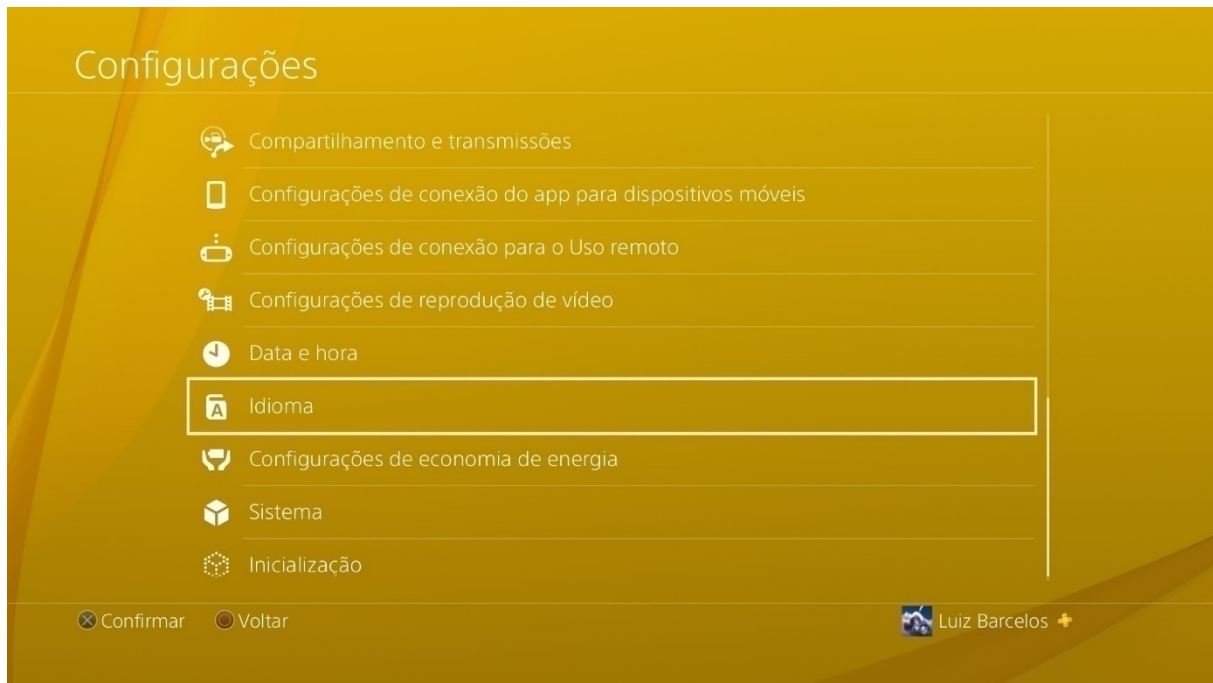 Configurações
Compartilhamento e transmissões
Configurações de conexão do app para dispositivos móveis
Configurações de conexão para o Uso remoto
Configurações de reprodução de vídeo
Data e hora
Idioma
Configurações de economia de energia
Sistema
Inicialização
Confirmar Voltar Luiz Barcelos